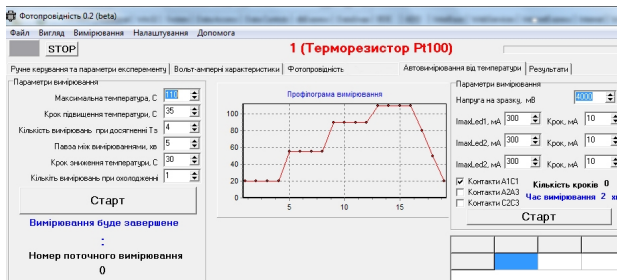 Фотопровідність 0.2 (beta)
Файл Вигляд Вимірювання Налаштування Допомога
STOP
1 (Терморезистор Pt100)
Ручне керування та параметри експеременту
Вольт-амперні характеристики
Фотопровідність
Автовимірювання від температури
Результати
Параметри вимірювання
Максимальна температура, С 110
Крок підвищення температури, С 35
Кількість вимірювань при досягненні Тз 4
Павза між вимірюваннями, хв 5
Крок зниження температури, С 30
Кількіть вимірювань при охолодженні 1
Старт
Вимірювання буде завершене
:
Номер поточного вимірювання
0
Профілограма вимірювання
100
80
60
40
20
0
5 10 15
Параметри вимірювання
Напруга на зразку, мВ 4000
ImaxLed1, мА 300 Крок, мА 10
ImaxLed2, мА 300 Крок, мА 10
ImaxLed2, мА 300 Крок, мА 10
Контакти А1С1
Контакти А2А3
Контакти С2С3
Кількість кроків 0
Час вимірювання 2 хв
Старт